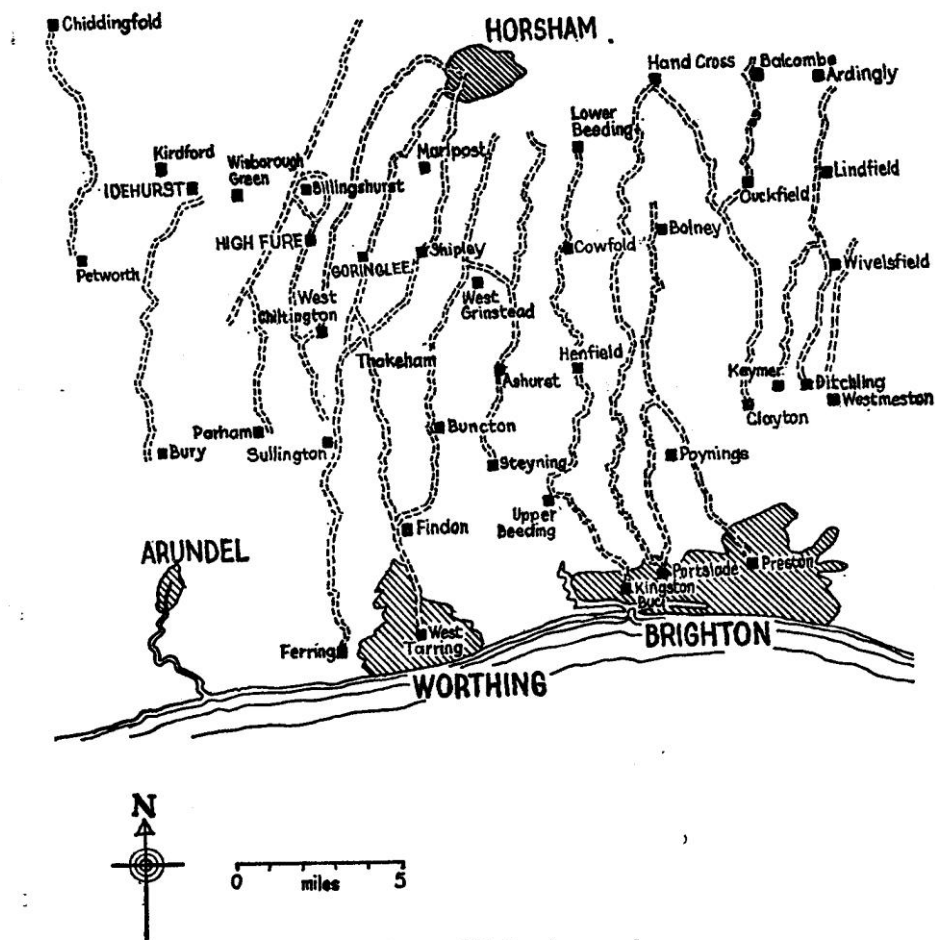 Chiddingfold
HORSHAM
Hand Cross
Balcombe
Ardingly
Lower
Beeding
Kirdford
Wisborough
Green
Marlpost
Lindfield
IDEHURST
Billingshurst
Cuckfield
Bolney
HIGH FURE
Shipley
Cowfold
Petworth
GORINGLEE
Wivelsfield
West
Chiltington
West
Grinstead
Thakeham
Henfield
Ashurst
Keymer
Ditchling
Westmeston
Clayton
Parham
Buncton
Bury
Sullington
Steyning
Poynings
Upper
Beeding
Findon
ARUNDEL
Portslade
Preston
Kingston
Buci
Ferring
West
Tarring
BRIGHTON
WORTHING
N
0 miles 5